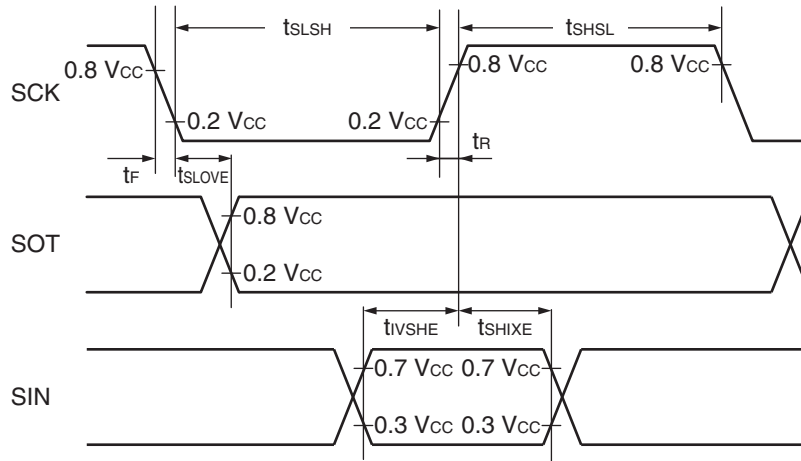 tSLSH tSHSL
SCK 0.8 VCC 0.8 VCC 0.8 VCC
0.2 VCC 0.2 VCC
tF tSLOVE tR
SOT 0.8 VCC
0.2 VCC
tIVSHE tSHIXE
SIN 0.7 VCC 0.7 VCC
0.3 VCC 0.3 VCC